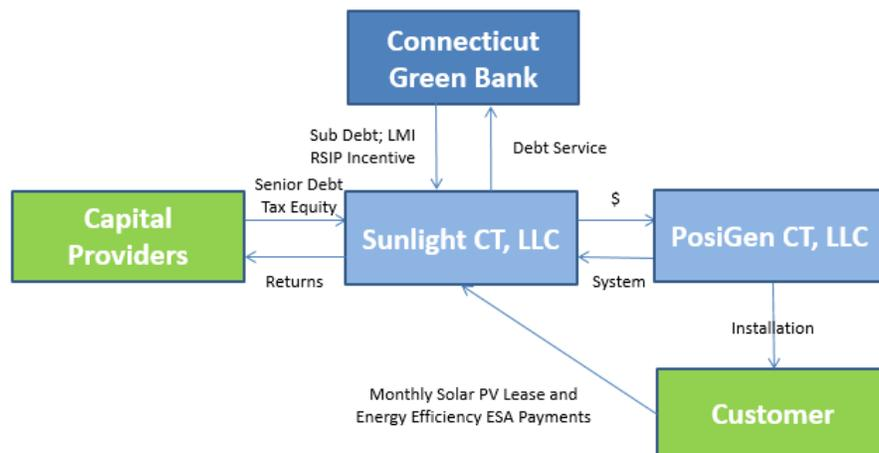 Connecticut
Green Bank
Sub Debt; LMI
RSIP Incentive
Debt Service
Senior Debt
Tax Equity
$
Capital
Providers
Sunlight CT, LLC
PosiGen CT, LLC
Returns
System
Installation
Monthly Solar PV Lease and
Energy Efficiency ESA Payments
Customer